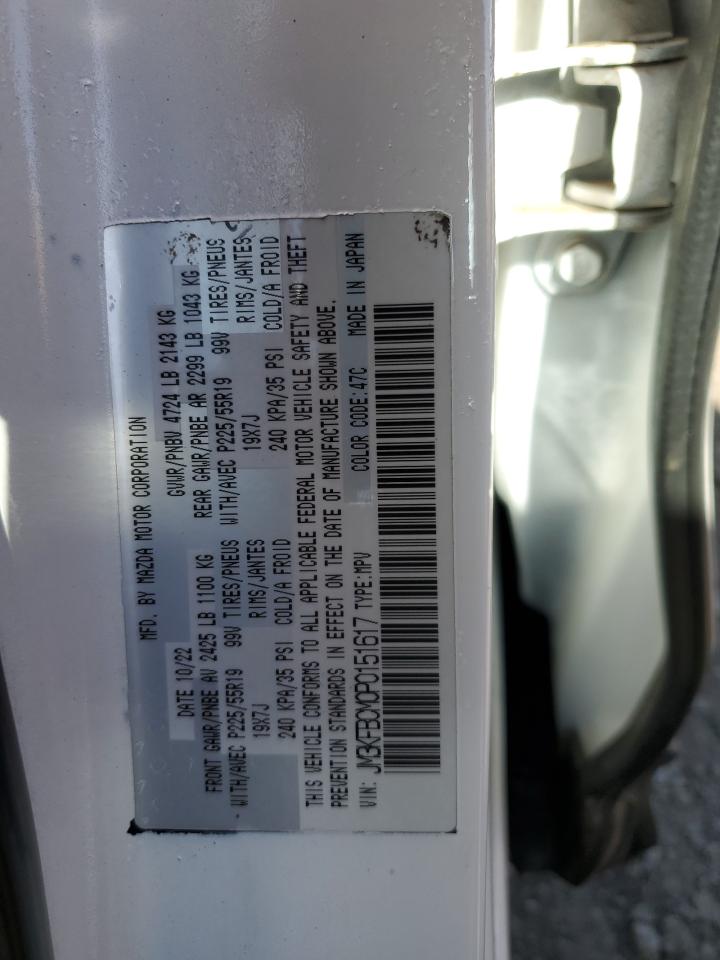 MFD. BY MAZDA MOTOR CORPORATION
DATE 10/22 GVWR/PNBV 4724 LB 2143 KG
FRONT GAWR/PNBE AV 2425 LB 1100 KG REAR GAWR/PNBE AR 2299 LB 1043 KG
WITH/AVEC P225/55R19 99V TIRES/PNEUS WITH/AVEC P225/55R19 99V TIRES/PNEUS
19X7J RIMS/JANTES 19X7J RIMS/JANTES
240 KPA/35 PSI COLD/A FROID 240 KPA/35 PSI COLD/A FROID
THIS VEHICLE CONFORMS TO ALL APPLICABLE FEDERAL MOTOR VEHICLE SAFETY AND THEFT
PREVENTION STANDARDS IN EFFECT ON THE DATE OF MANUFACTURE SHOWN ABOVE.
VIN: JM3KFBCM0P0151617 TYPE:MPV COLOR CODE:47C MADE IN JAPAN